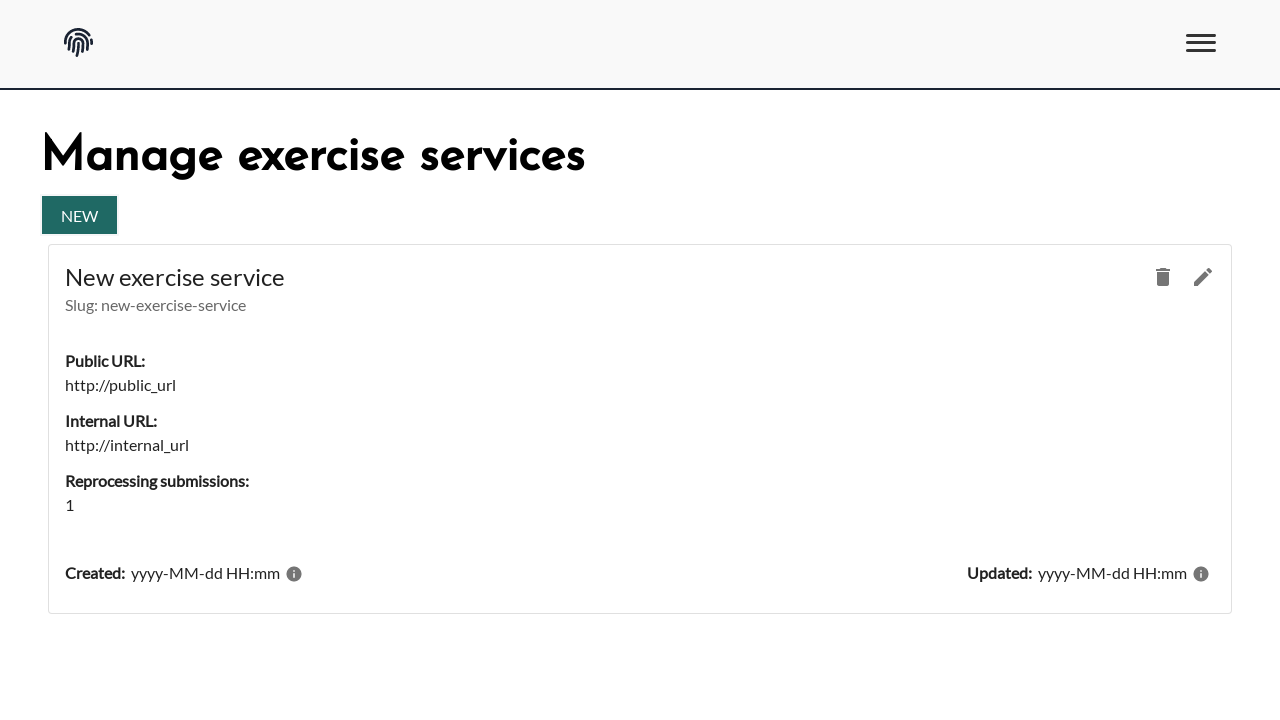 Manage exercise services
NEW
New exercise service
Slug: new-exercise-service
Public URL:
http://public_url
Internal URL:
http://internal_url
Reprocessing submissions:
1
Created: yyyy-MM-dd HH:mm
Updated: yyyy-MM-dd HH:mm